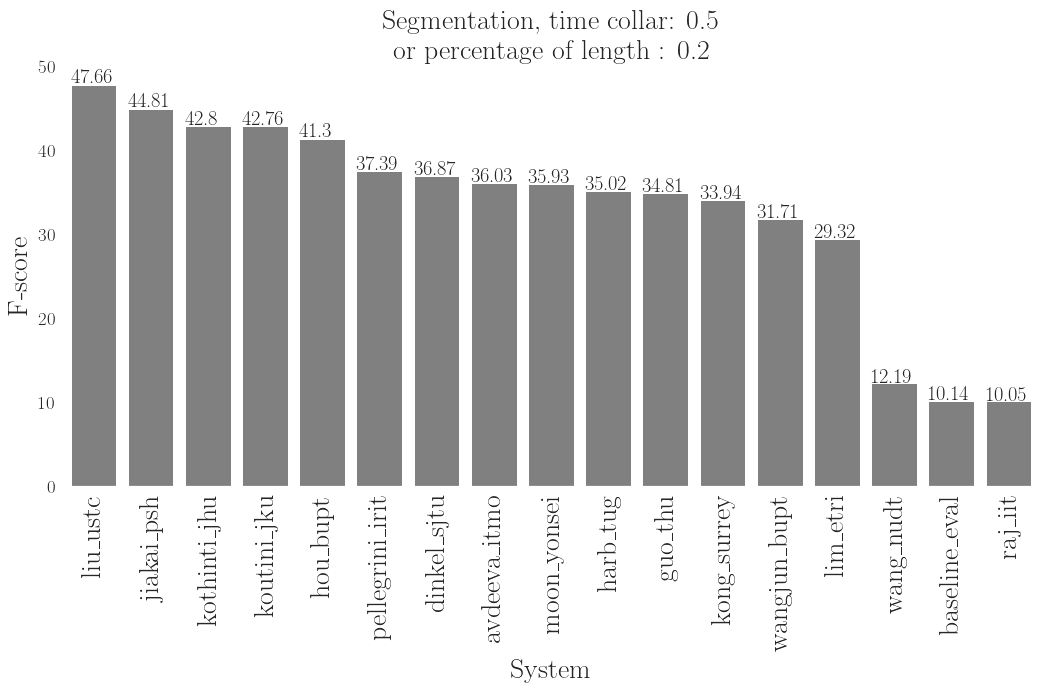 Segmentation, time collar: 0.5
or percentage of length : 0.2
F-score
50
40
30
20
10
0
47.66
44.81
42.8
42.76
41.3
37.39
36.87
36.03
35.93
35.02
34.81
33.94
31.71
29.32
12.19
10.14
10.05
liu_ustc
jiakai_psh
kothinti_jhu
koutini_jku
hou_bupt
pellegrini_irit
dinkel_sjtu
avdeeva_itmo
moon_yonsei
harb_tug
guo_thu
kong_surrey
wangjun_bupt
lim_etri
wang_nudt
baseline_eval
raj_iit
System